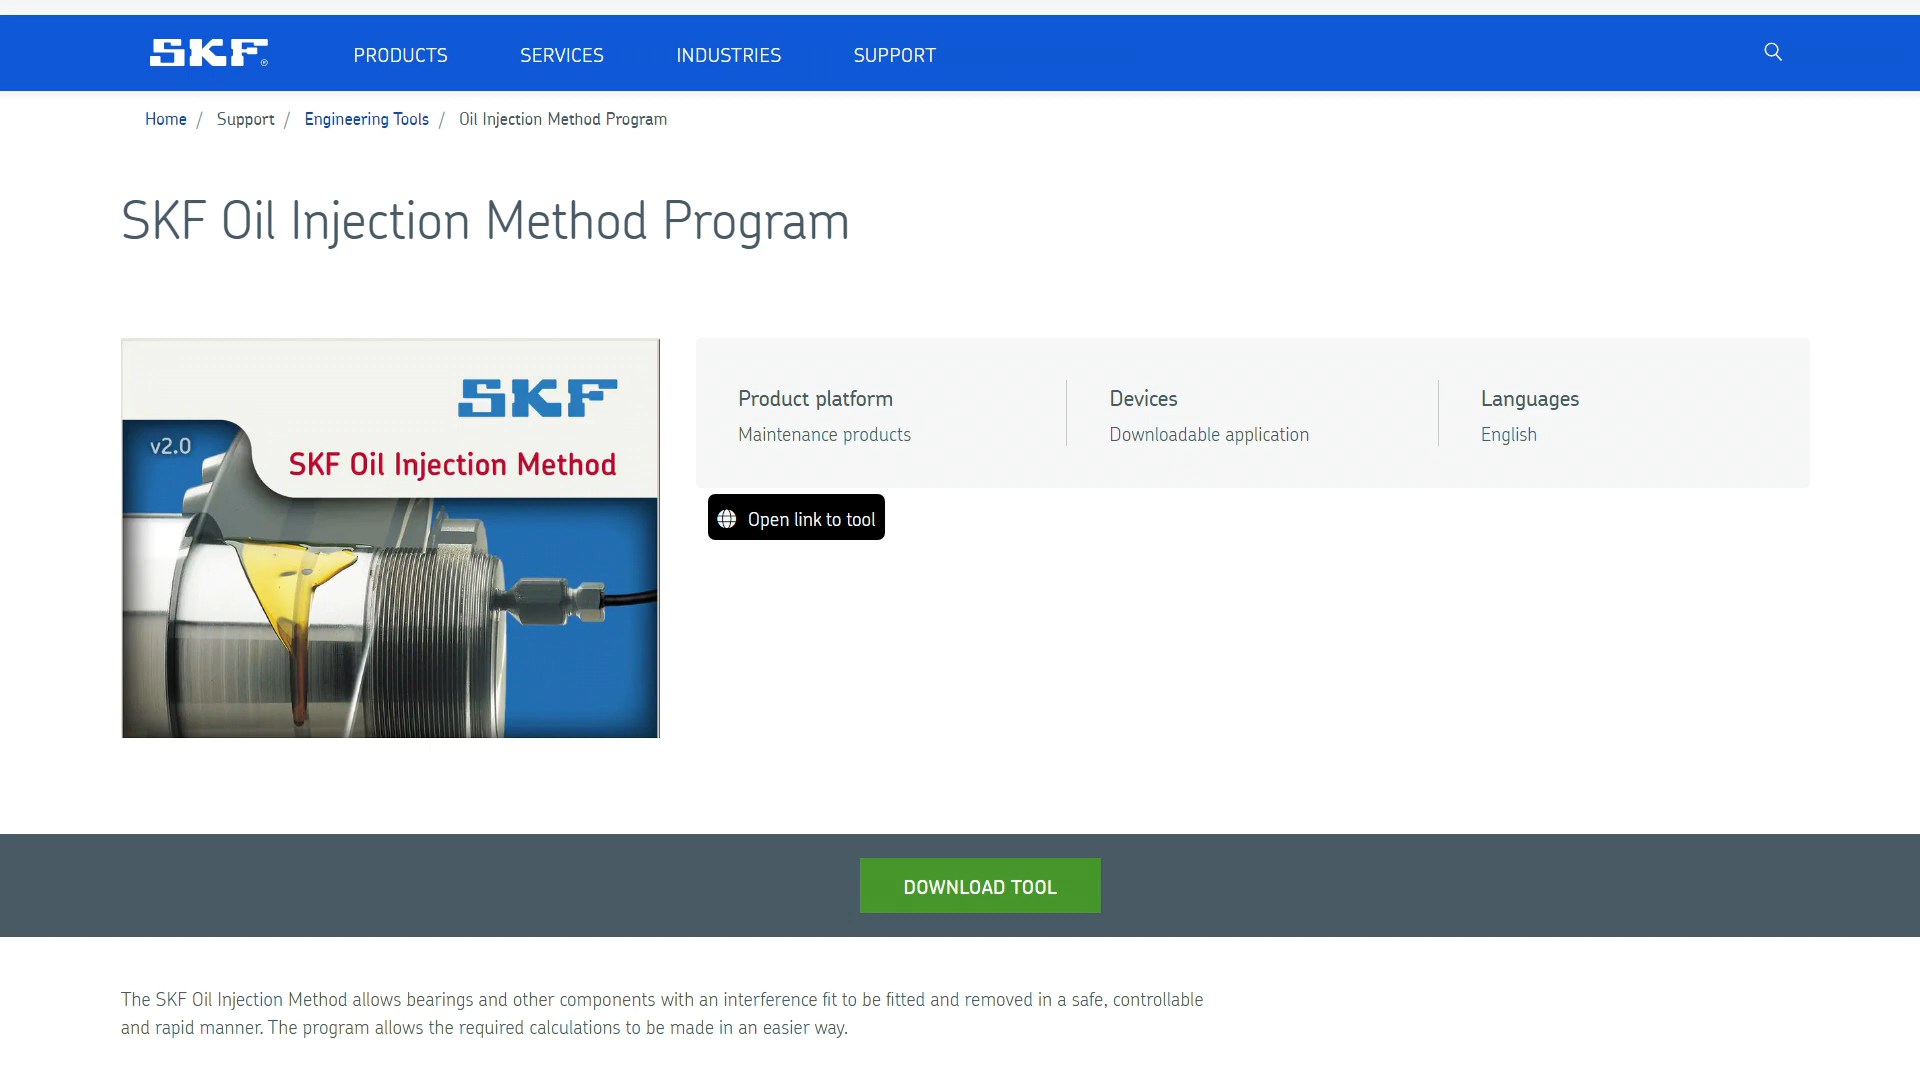 SKF®
PRODUCTS
SERVICES
INDUSTRIES
SUPPORT
Home / Support / Engineering Tools / Oil Injection Method Program
SKF Oil Injection Method Program
SKF
v2.0
SKF Oil Injection Method
Product platform
Maintenance products
Devices
Downloadable application
Languages
English
Open link to tool
DOWNLOAD TOOL
The SKF Oil Injection Method allows bearings and other components with an interference fit to be fitted and removed in a safe, controllable
and rapid manner. The program allows the required calculations to be made in an easier way.